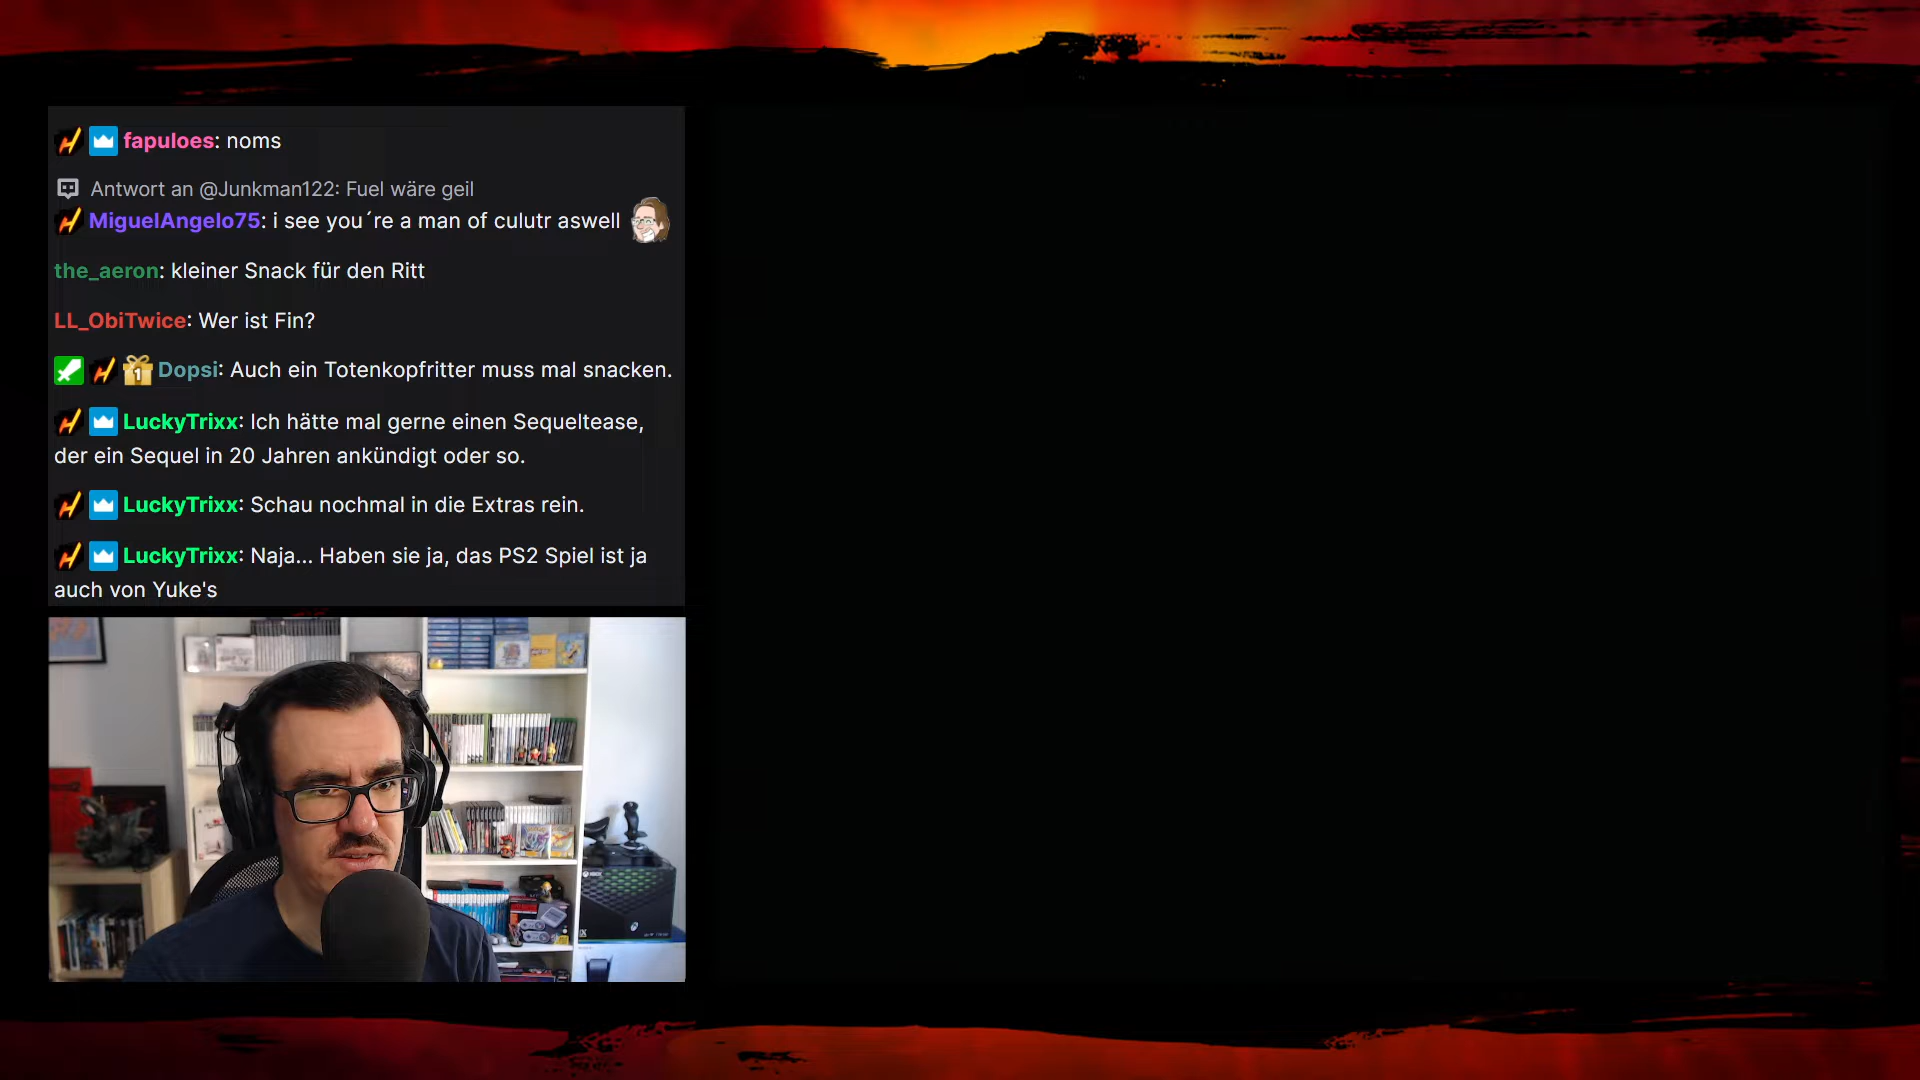 fapuloes: noms
Antwort an @Junkman122: Fuel wäre geil
MiguelAngelo75: i see you´re a man of culutr aswell
the_aeron: kleiner Snack für den Ritt
LL_ObiTwice: Wer ist Fin?
1 Dopsi: Auch ein Totenkopfritter muss mal snacken.
LuckyTrixx: Ich hätte mal gerne einen Sequeltease,
der ein Sequel in 20 Jahren ankündigt oder so.
LuckyTrixx: Schau nochmal in die Extras rein.
LuckyTrixx: Naja... Haben sie ja, das PS2 Spiel ist ja
auch von Yuke's